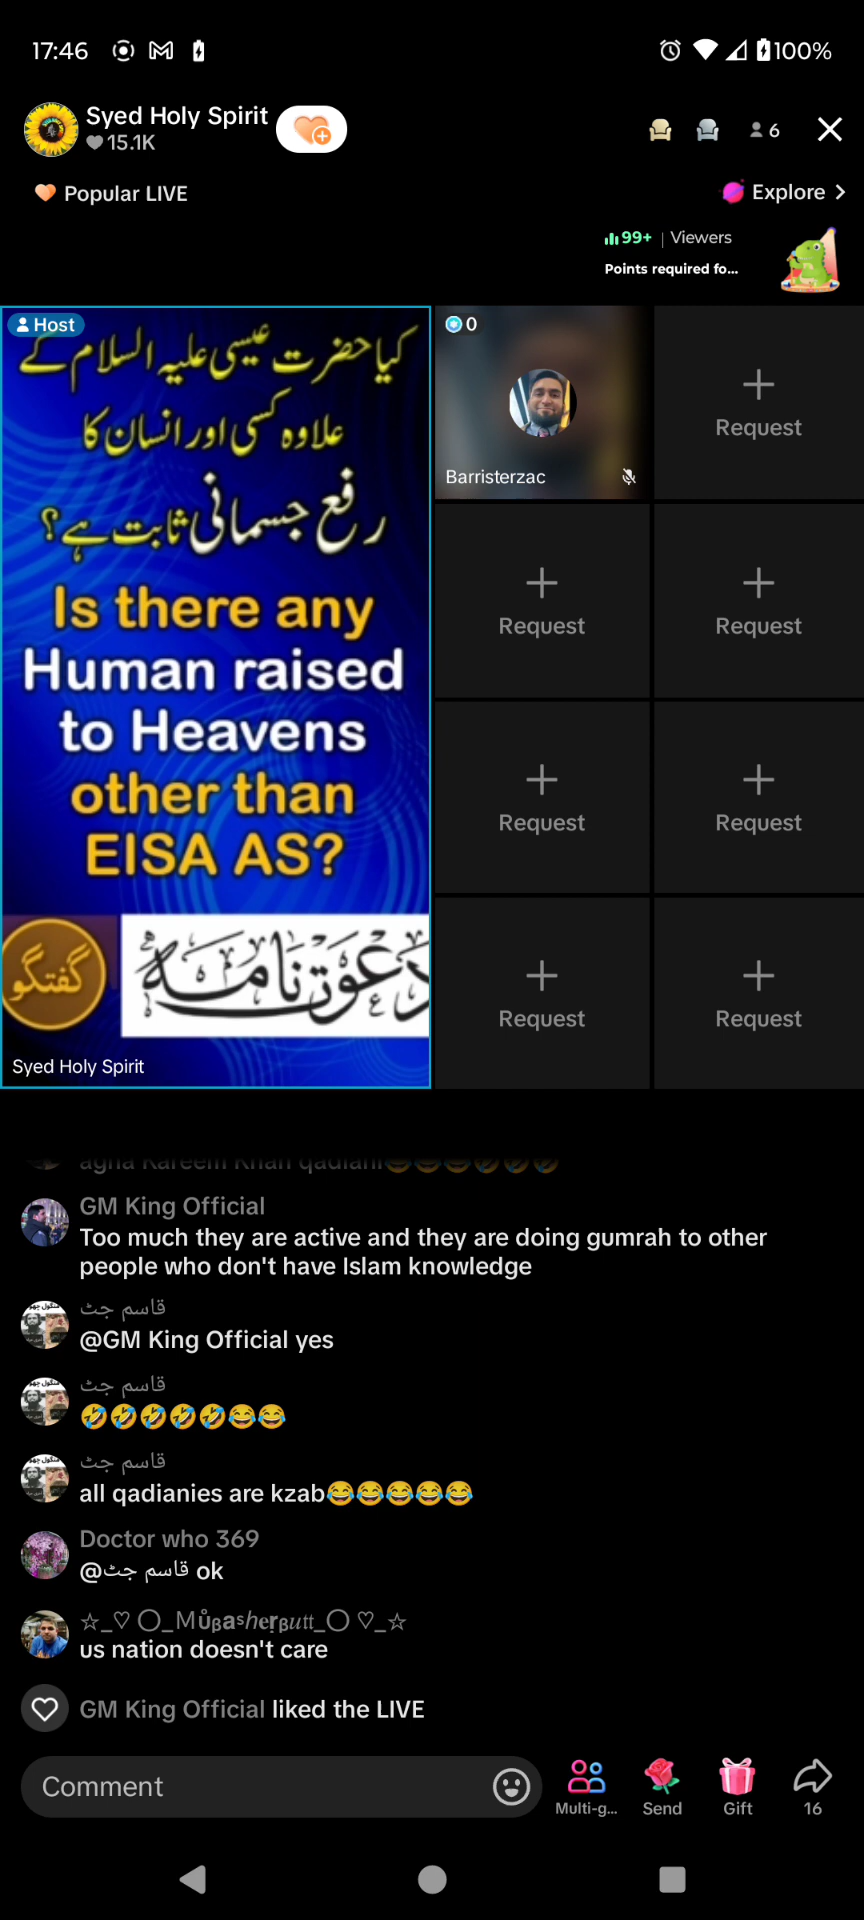 17:46
100%
Syed Holy Spirit
15.1K
6
Popular LIVE
Explore
99+ | Viewers
Points required fo...
Host
کیا حضرت عیسی علیہ السلام کے
علاوہ کسی اور انسان کا
رفع جسمانی ثابت ہے؟
Is there any
Human raised
to Heavens
other than
EISA AS?
گفتگو
دعوت نامہ
Syed Holy Spirit
0
Barristerzac
Request
Request
Request
Request
Request
Request
Request
agha Kareem Khan qadiani😂😂😂🤣🤣🤣
GM King Official
Too much they are active and they are doing gumrah to other
people who don't have Islam knowledge
قاسم جٹ
@GM King Official yes
قاسم جٹ
🤣🤣🤣🤣🤣😂😂
قاسم جٹ
all qadianies are kzab😂😂😂😂😂
Doctor who 369
@قاسم جٹ ok
☆_♡ ◯_Můᵦaˢℎeɼᵦ𝑢𝔱𝔱_◯ ♡_☆
us nation doesn't care
GM King Official liked the LIVE
Comment
Multi-g...
Send
Gift
16